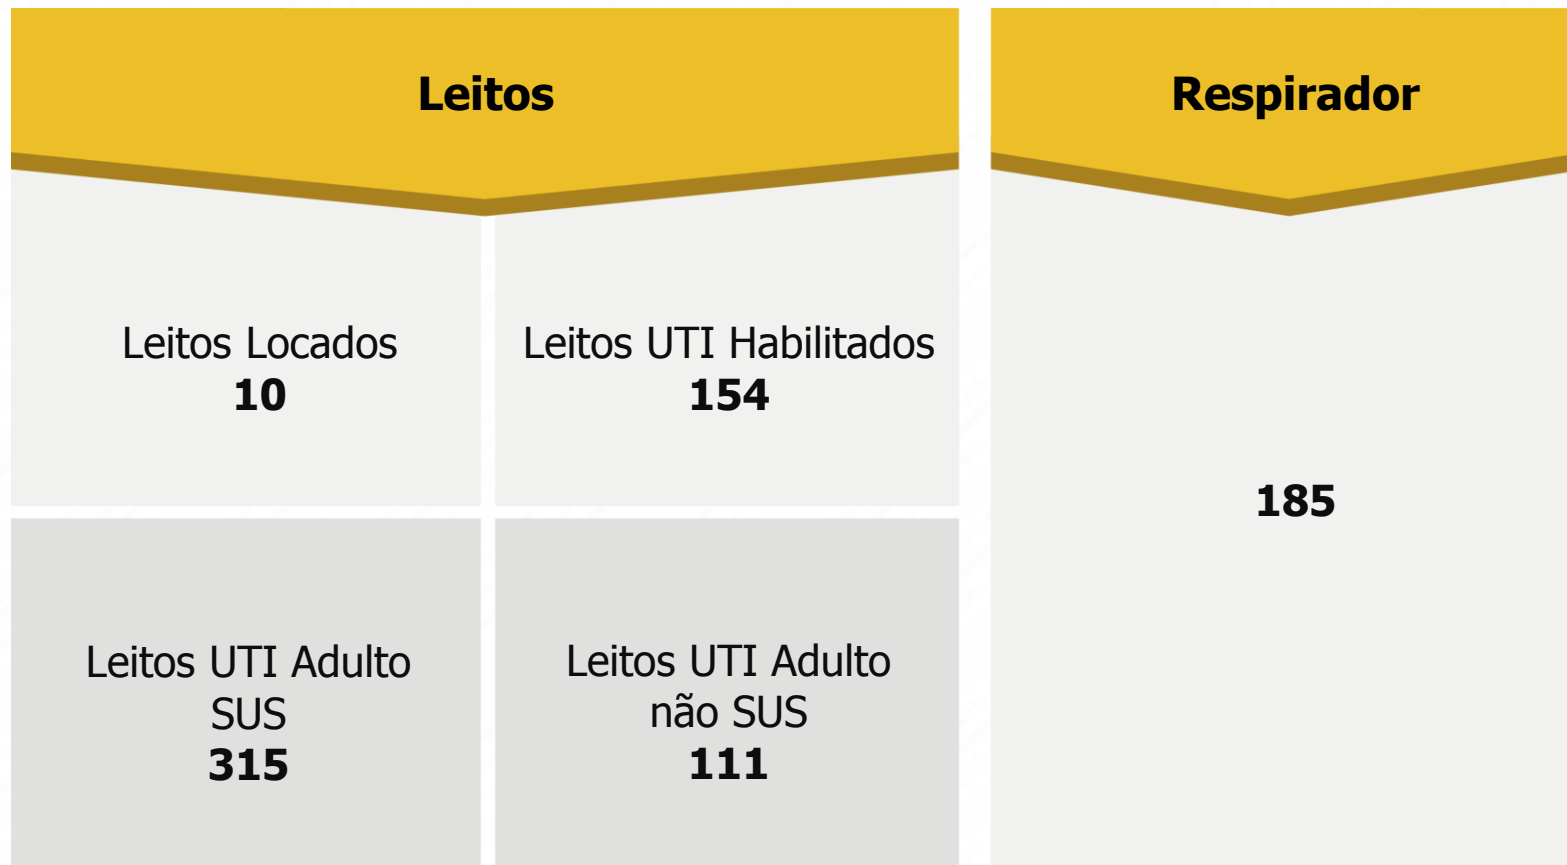 Leitos
Respirador
Leitos Locados
10
Leitos UTI Habilitados
154
185
Leitos UTI Adulto
SUS
315
Leitos UTI Adulto
não SUS
111